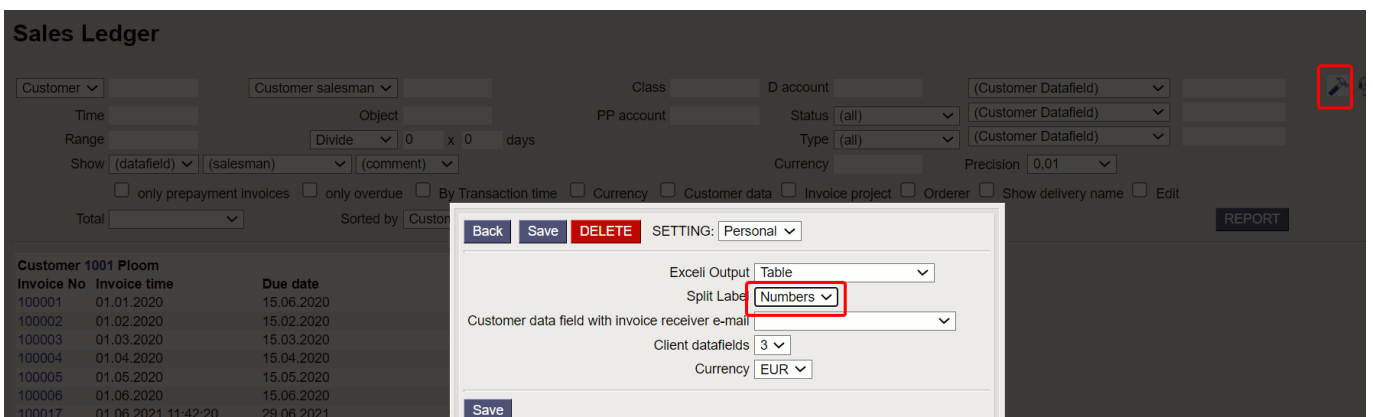 Sales Ledger
Customer Customer salesman Class D account (Customer Datafield)
Time Object PP account Status (all) (Customer Datafield)
Range Divide 0 x 0 days Type (all) (Customer Datafield)
Show (datafield) (salesman) (comment) Currency Precision 0,01
only prepayment invoices only overdue By Transaction time Currency Customer data Invoice project Orderer Show delivery name Edit
Total Sorted by Custom REPORT
Back Save DELETE SETTING: Personal
Excell Output Table
Split Label Numbers
Customer data field with invoice receiver e-mail
Client datafields 3
Currency EUR
Save
Customer 1001 Ploom
Invoice No Invoice time Due date
100001 01.01.2020 15.06.2020
100002 01.02.2020 15.02.2020
100003 01.03.2020 15.03.2020
100004 01.04.2020 15.04.2020
100005 01.05.2020 15.05.2020
100006 01.06.2020 15.06.2020
100017 01.06.2021 11:42:20 29.06.2021